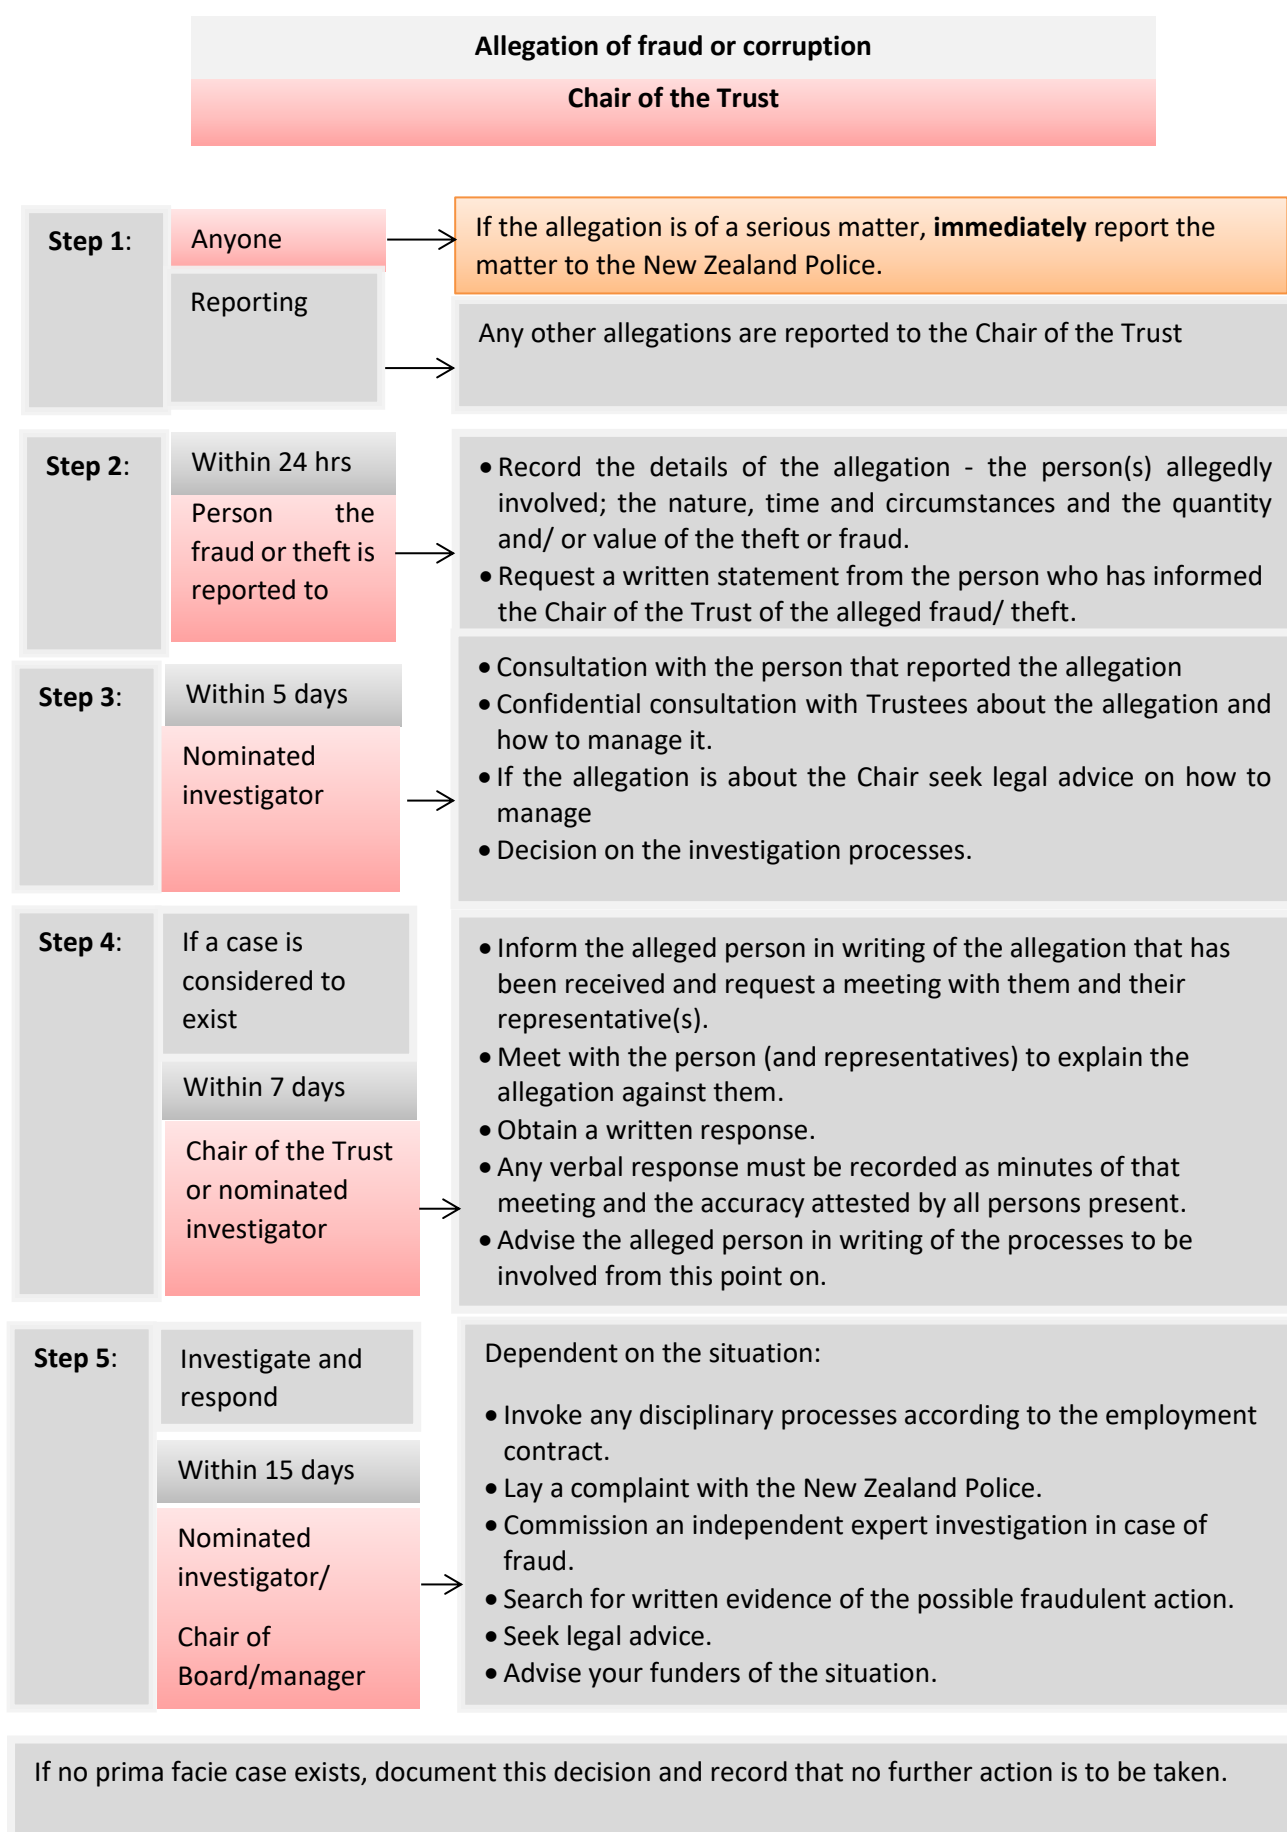 Allegation of fraud or corruption
Chair of the Trust
Step 1:
Anyone
If the allegation is of a serious matter, immediately report the
matter to the New Zealand Police.
Reporting
Any other allegations are reported to the Chair of the Trust
Step 2:
Within 24 hrs
Person the
fraud or theft is
reported to
• Record the details of the allegation - the person(s) allegedly
involved; the nature, time and circumstances and the quantity
and/ or value of the theft or fraud.
• Request a written statement from the person who has informed
the Chair of the Trust of the alleged fraud/ theft.
Step 3:
Within 5 days
Nominated
investigator
• Consultation with the person that reported the allegation
• Confidential consultation with Trustees about the allegation and
how to manage it.
• If the allegation is about the Chair seek legal advice on how to
manage
• Decision on the investigation processes.
Step 4:
If a case is
considered to
exist
Within 7 days
Chair of the Trust
or nominated
investigator
• Inform the alleged person in writing of the allegation that has
been received and request a meeting with them and their
representative(s).
• Meet with the person (and representatives) to explain the
allegation against them.
• Obtain a written response.
• Any verbal response must be recorded as minutes of that
meeting and the accuracy attested by all persons present.
• Advise the alleged person in writing of the processes to be
involved from this point on.
Step 5:
Investigate and
respond
Within 15 days
Nominated
investigator/
Chair of
Board/manager
Dependent on the situation:
• Invoke any disciplinary processes according to the employment
contract.
• Lay a complaint with the New Zealand Police.
• Commission an independent expert investigation in case of
fraud.
• Search for written evidence of the possible fraudulent action.
• Seek legal advice.
• Advise your funders of the situation.
If no prima facie case exists, document this decision and record that no further action is to be taken.